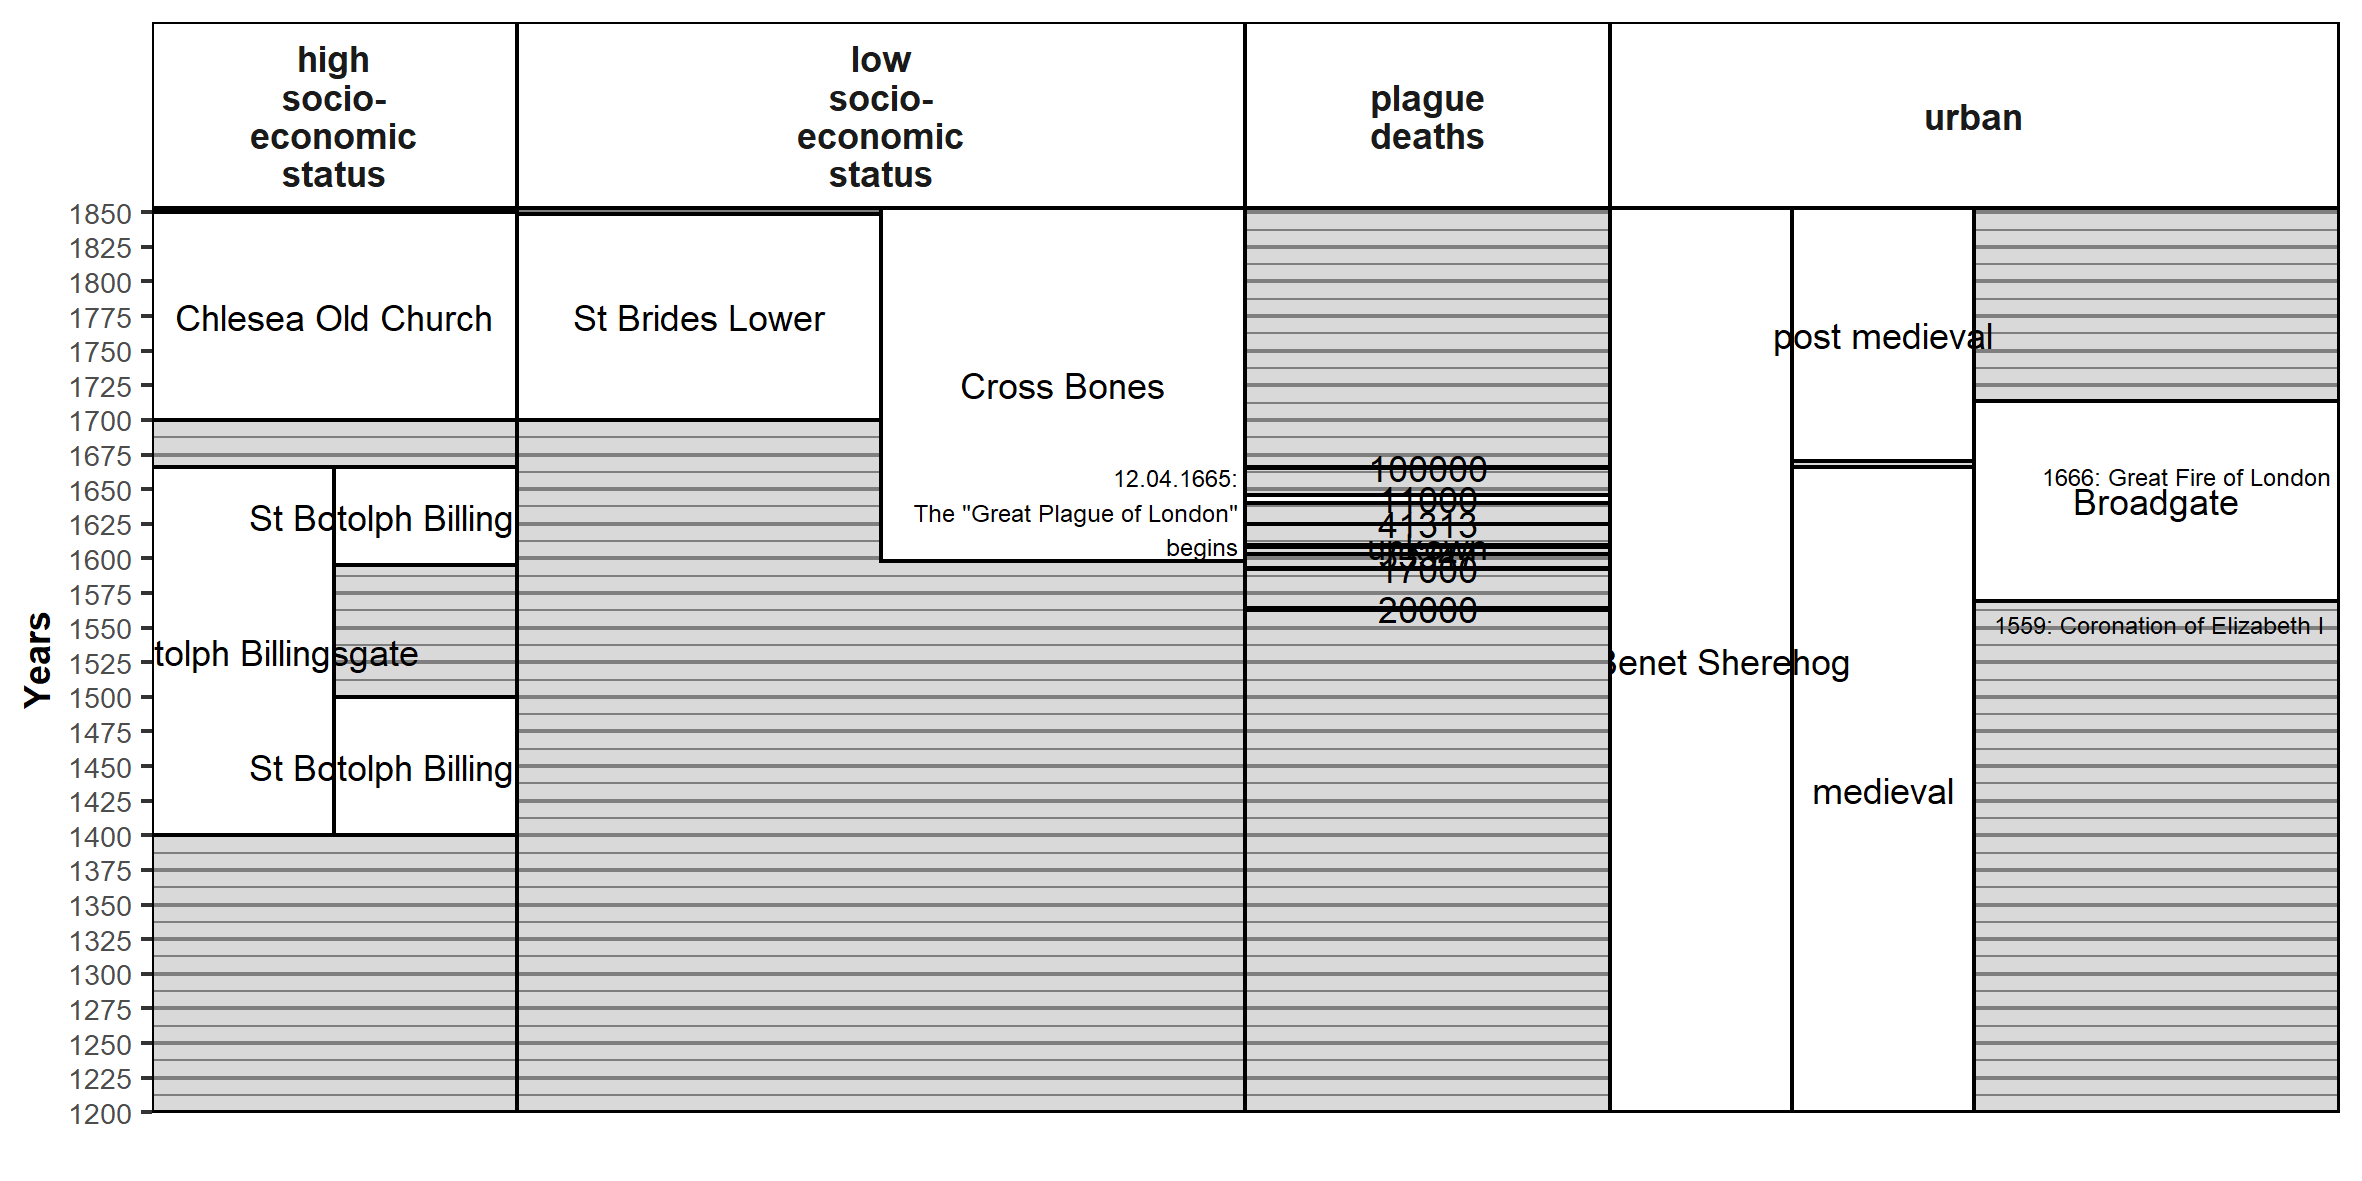 high
socio-
economic
status
low
socio-
economic
status
plague
deaths
urban
1850
1825
1800
1775
1750
1725
1700
1675
1650
1625
1600
1575
1550
1525
1500
1475
1450
1425
1400
1375
1350
1325
1300
1275
1250
1225
1200
Years
Chlesea Old Church
St Botolph Billing
tolph Billingsgate
St Botolph Billing
St Brides Lower
Cross Bones
12.04.1665:
The "Great Plague of London"
begins
100000
11000
41313
unkown
17000
20000
Benet Sherehog
post medieval
medieval
1666: Great Fire of London
Broadgate
1559: Coronation of Elizabeth I